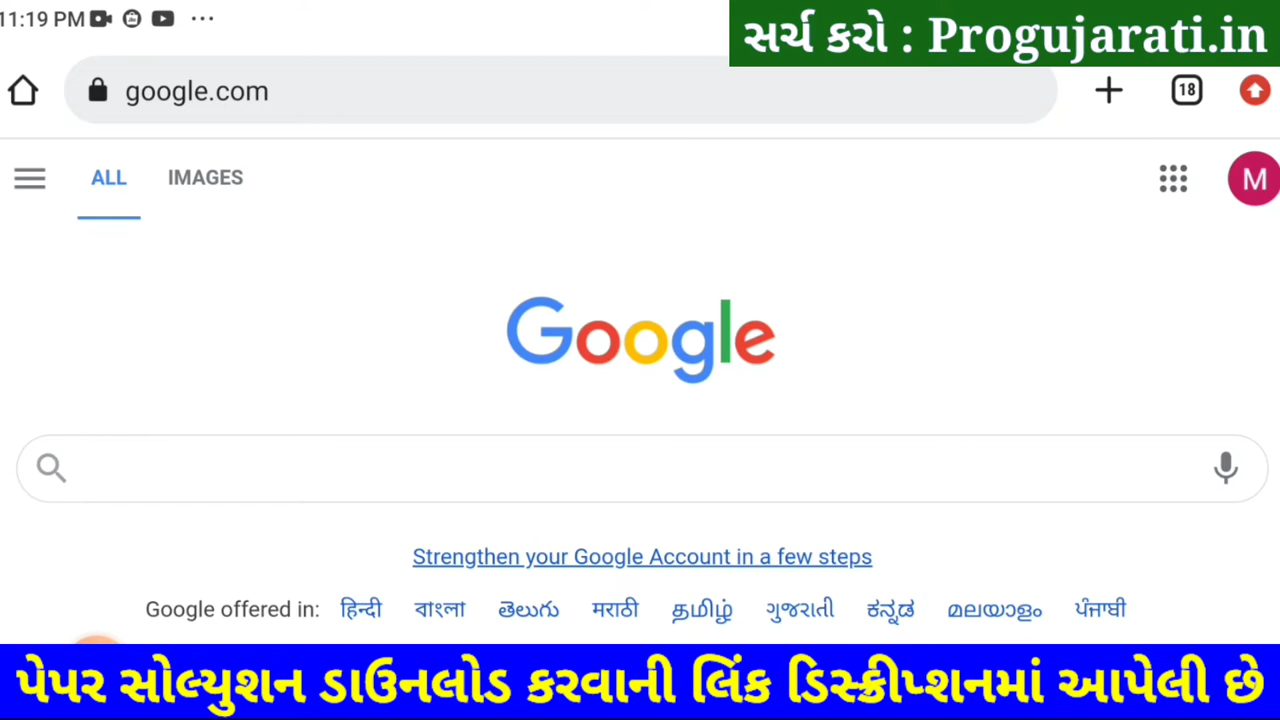 11:19 PM
સર્ચ કરો : Progujarati.in
google.com
18
ALL IMAGES
M
Google
Strengthen your Google Account in a few steps
Google offered in: हिन्दी বাংলা తెలుగు मराठी தமிழ் ગુજરાતી ಕನ್ನಡ മലയാളം ਪੰਜਾਬੀ
પેપર સોલ્યુશન ડાઉનલોડ કરવાની લિંક ડિસ્ક્રીપ્શનમાં આપેલી છે